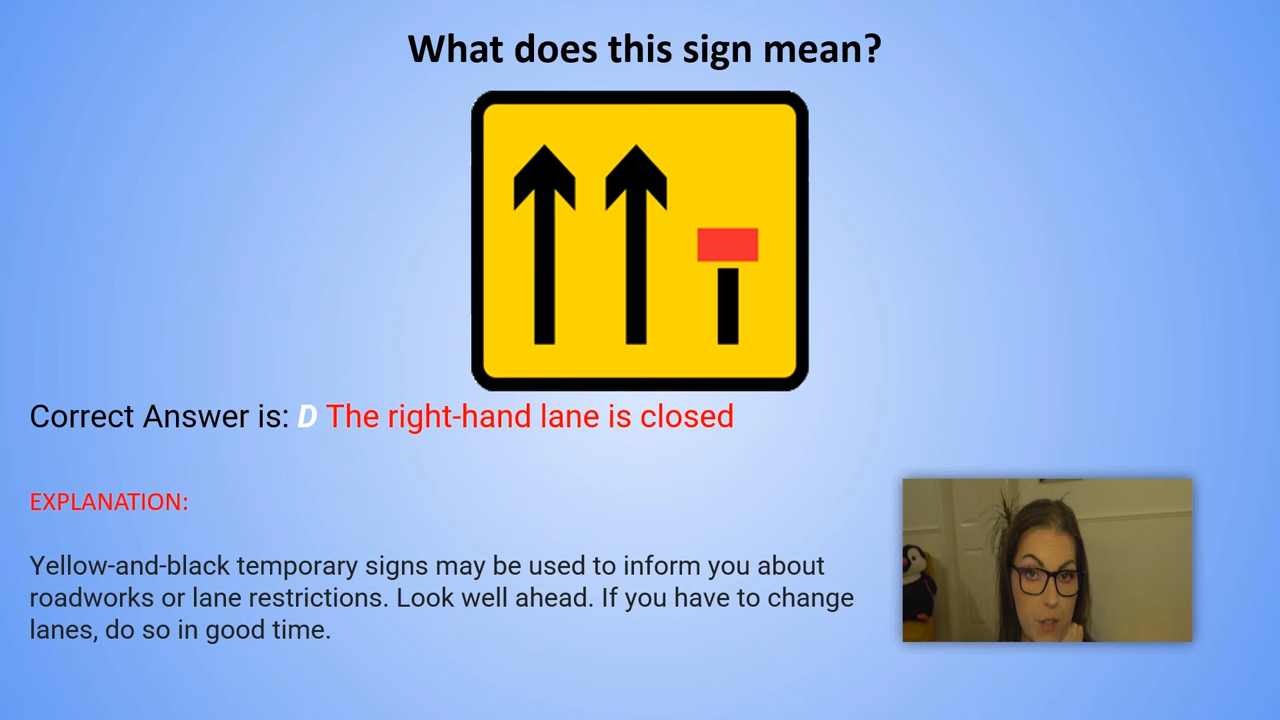 What does this sign mean?
Correct Answer is: D The right-hand lane is closed
EXPLANATION:
Yellow-and-black temporary signs may be used to inform you about
roadworks or lane restrictions. Look well ahead. If you have to change
lanes, do so in good time.